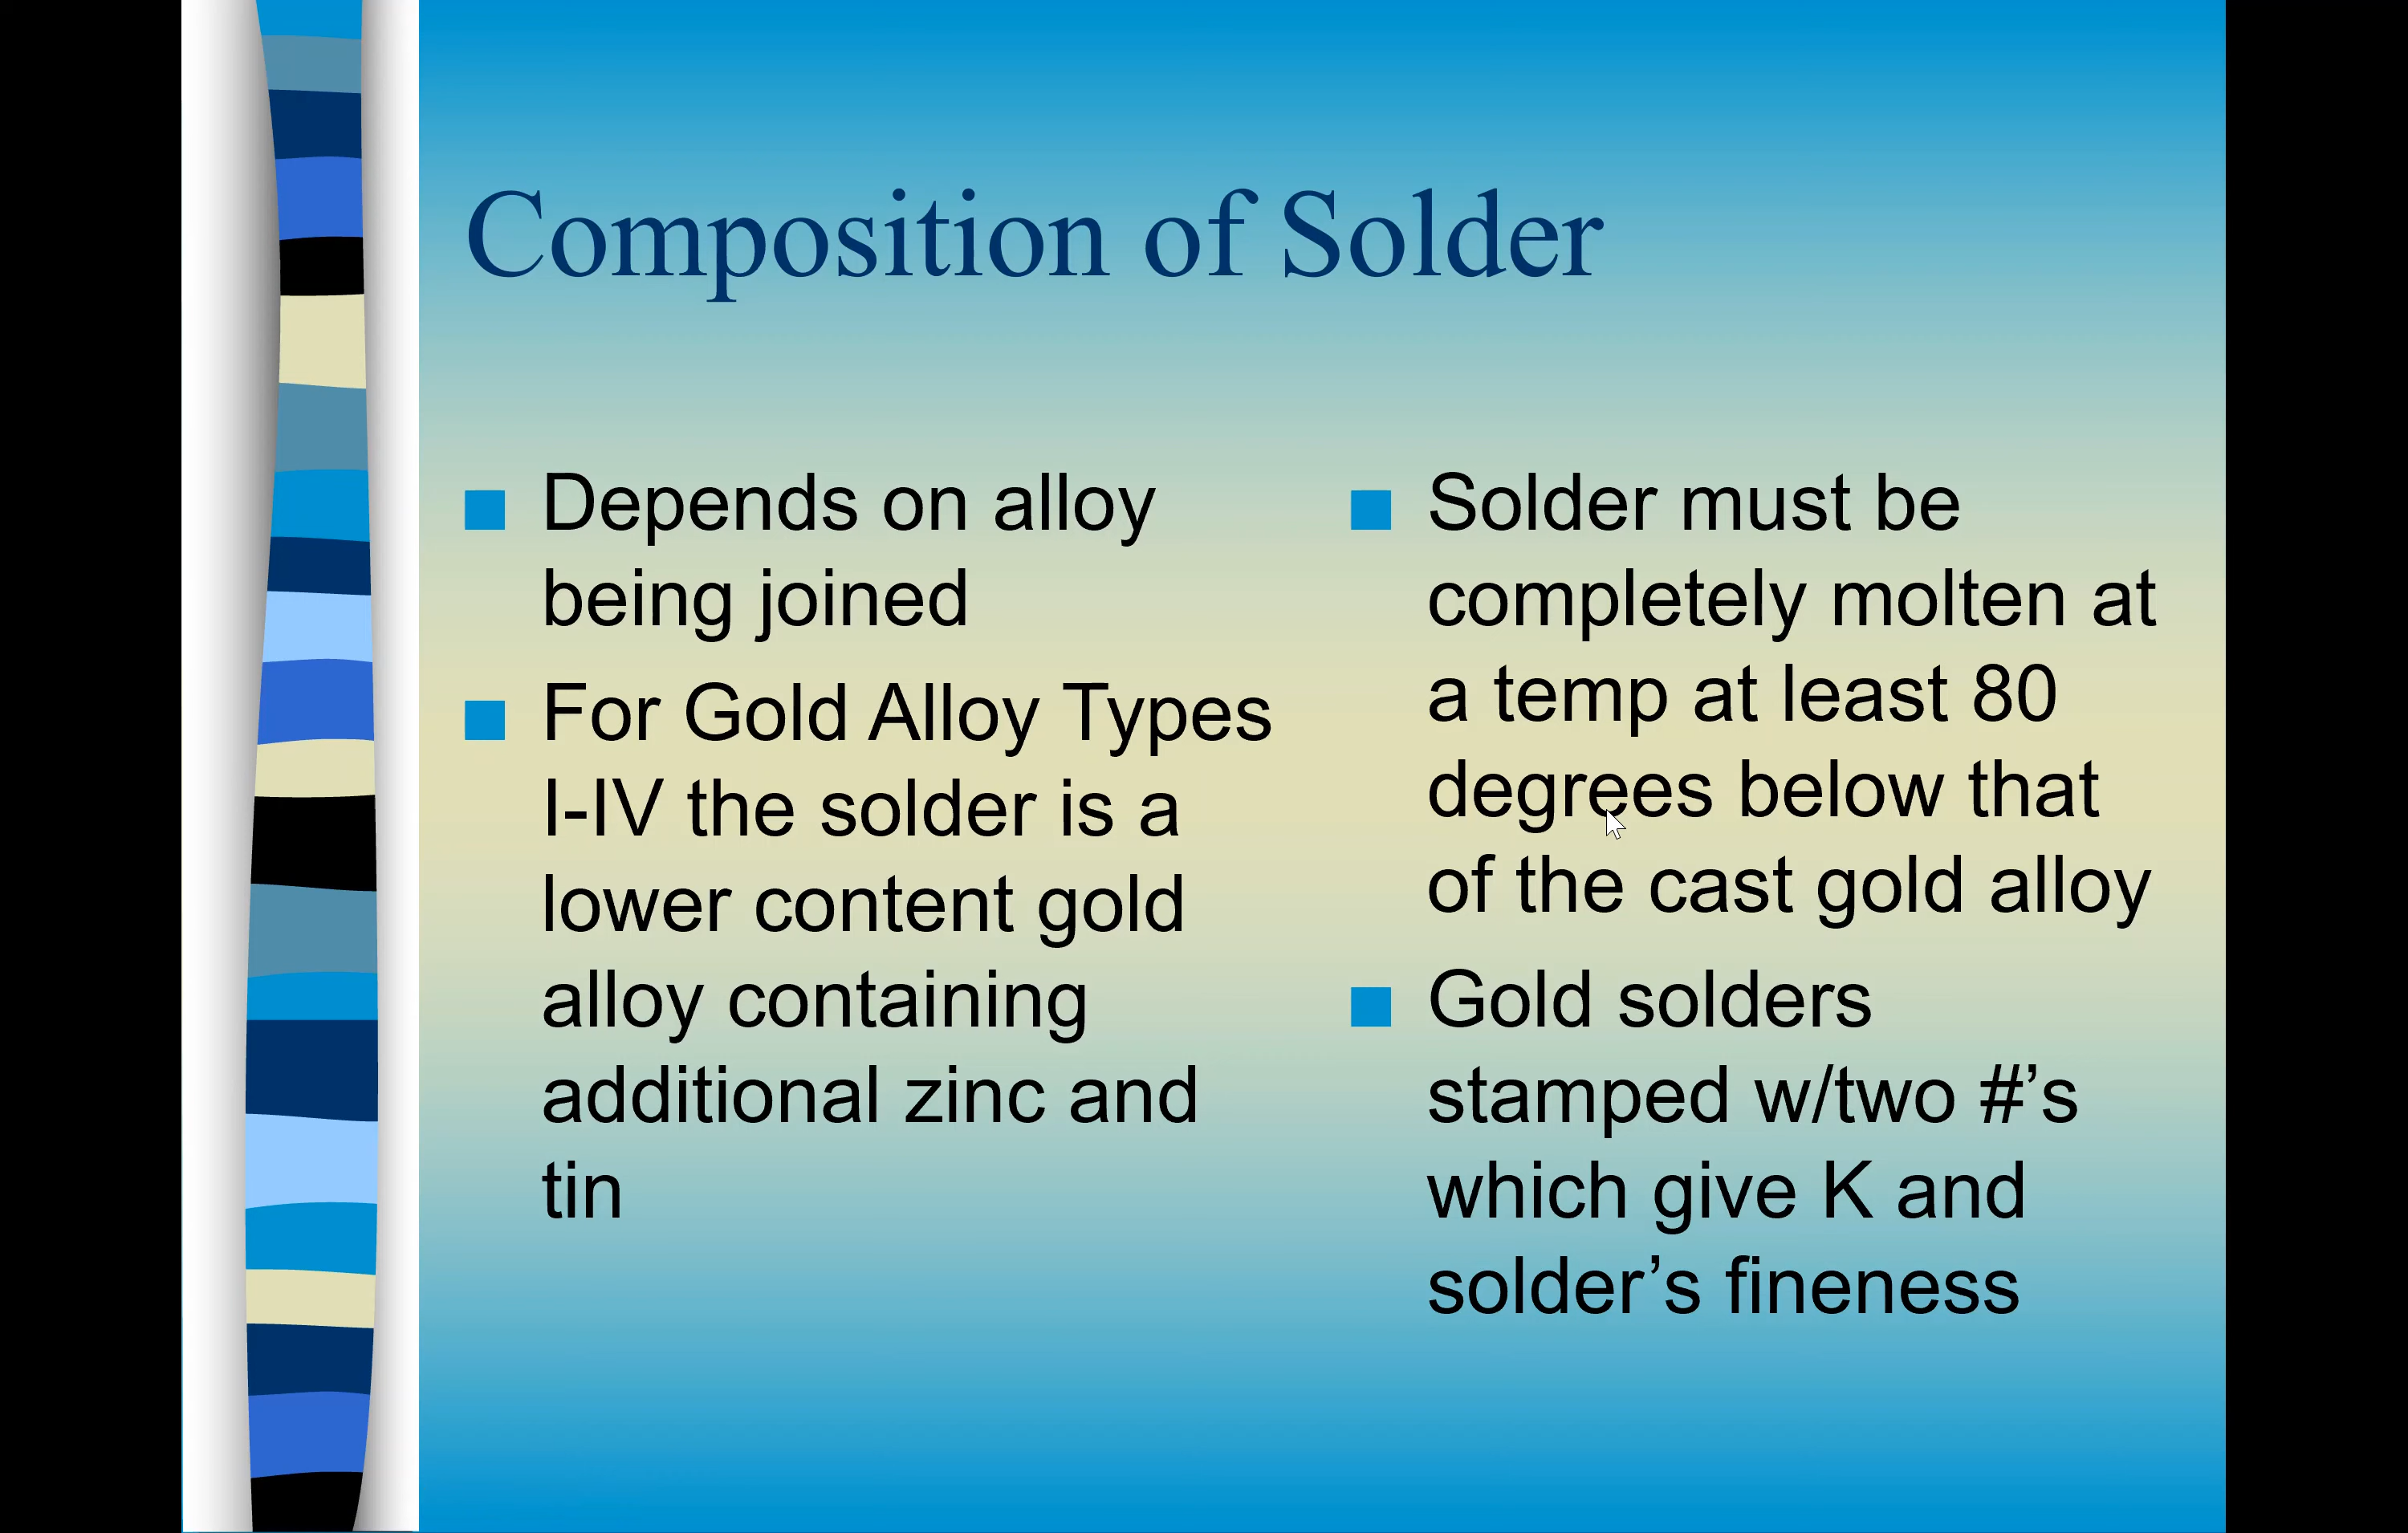 Composition of Solder
Depends on alloy
being joined
For Gold Alloy Types
I-IV the solder is a
lower content gold
alloy containing
additional zinc and
tin
Solder must be
completely molten at
a temp at least 80
degrees below that
of the cast gold alloy
Gold solders
stamped w/two #’s
which give K and
solder’s fineness